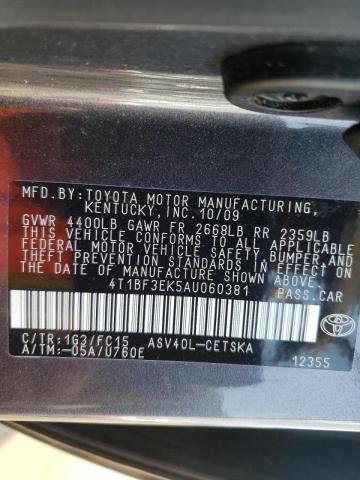 MFD.BY:TOYOTA MOTOR MANUFACTURING,
KENTUCKY,INC.10/09
GVWR 4400LB GAWR FR 2668LB RR 2359LB
THIS VEHICLE CONFORMS TO ALL APPLICABLE
FEDERAL MOTOR VEHICLE SAFETY,BUMPER,AND
THEFT PREVENTION STANDARDS IN EFFECT ON
THE DATE OF MANUFACTURE SHOWN ABOVE.
4T1BF3EK5AU060381 PASS.CAR
C/TR:1G3/FC15 ASV40L-CETSKA
A/TM:-05A/U760E
12355
TOYOTA